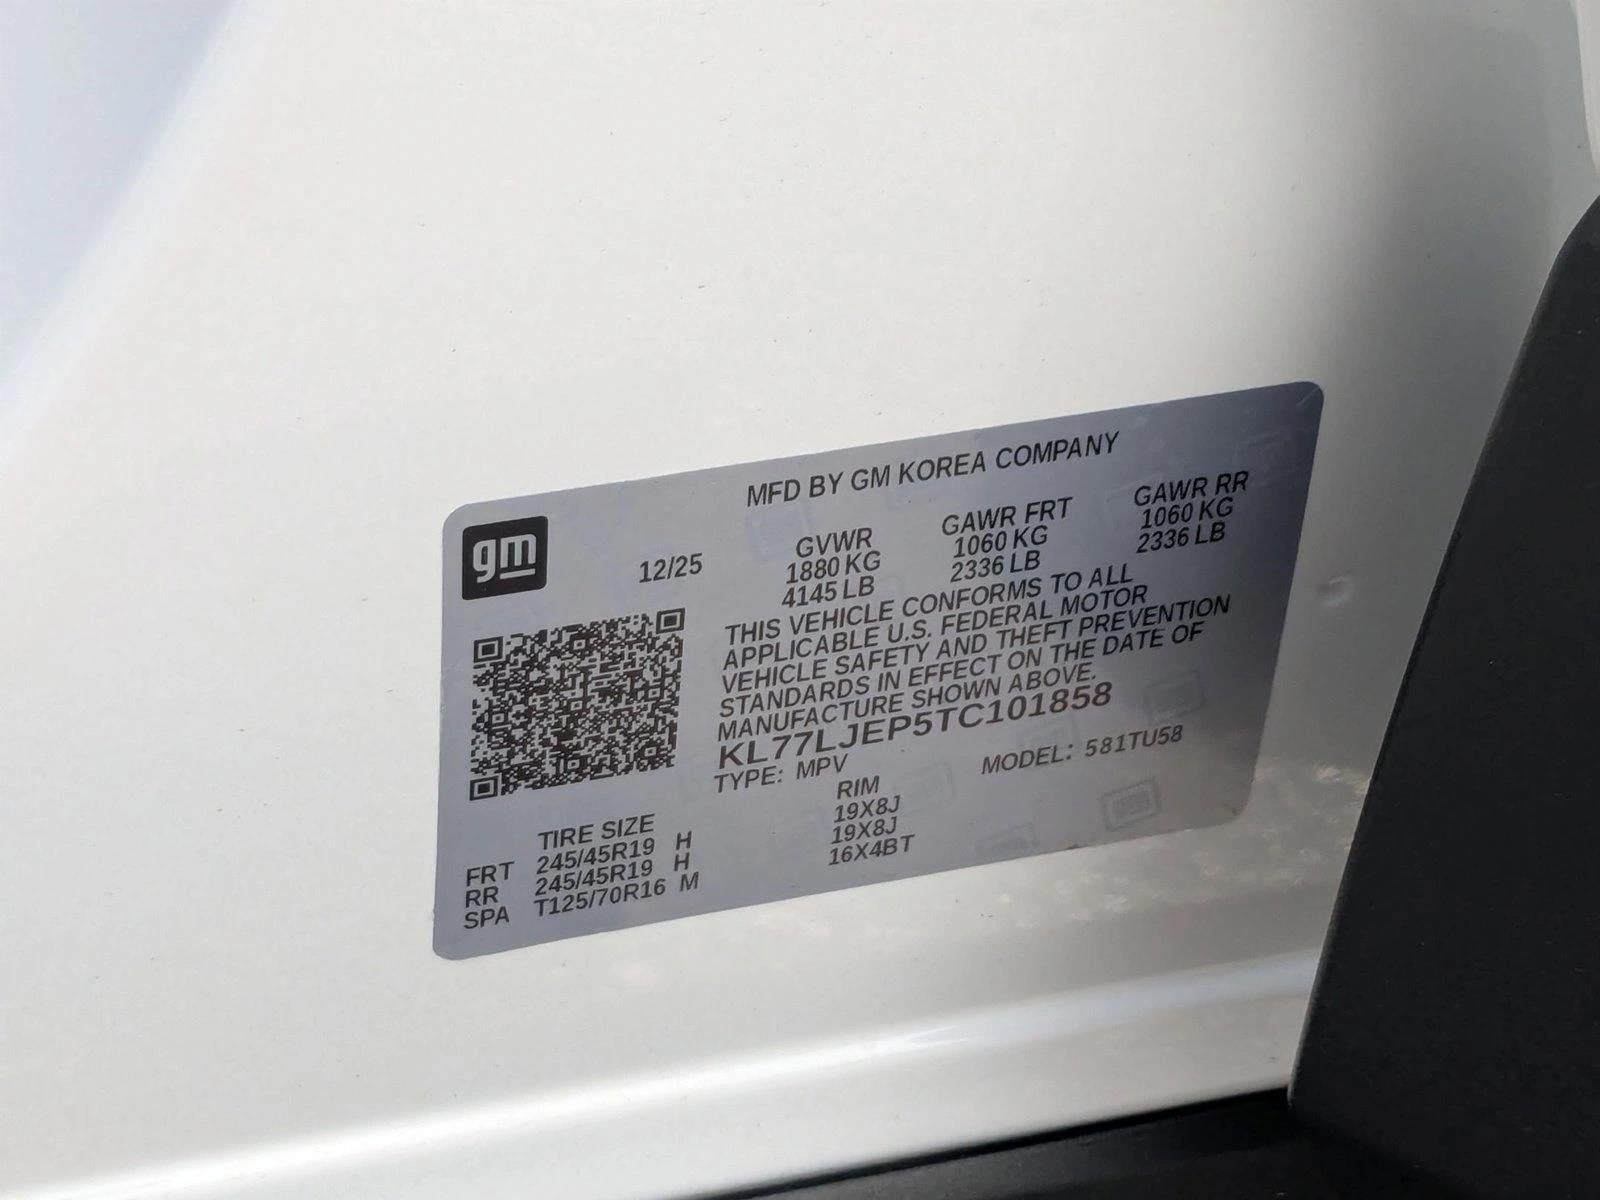 MFD BY GM KOREA COMPANY
gm
12/25
GVWR GAWR FRT GAWR RR
1880 KG 1060 KG 1060 KG
4145 LB 2336 LB 2336 LB
THIS VEHICLE CONFORMS TO ALL
APPLICABLE U.S. FEDERAL MOTOR
VEHICLE SAFETY AND THEFT PREVENTION
STANDARDS IN EFFECT ON THE DATE OF
MANUFACTURE SHOWN ABOVE.
KL77LJEP5TC101858
TYPE: MPV MODEL: 581TU58
TIRE SIZE RIM
FRT 245/45R19 H 19X8J
RR 245/45R19 H 19X8J
SPA T125/70R16 M 16X4BT